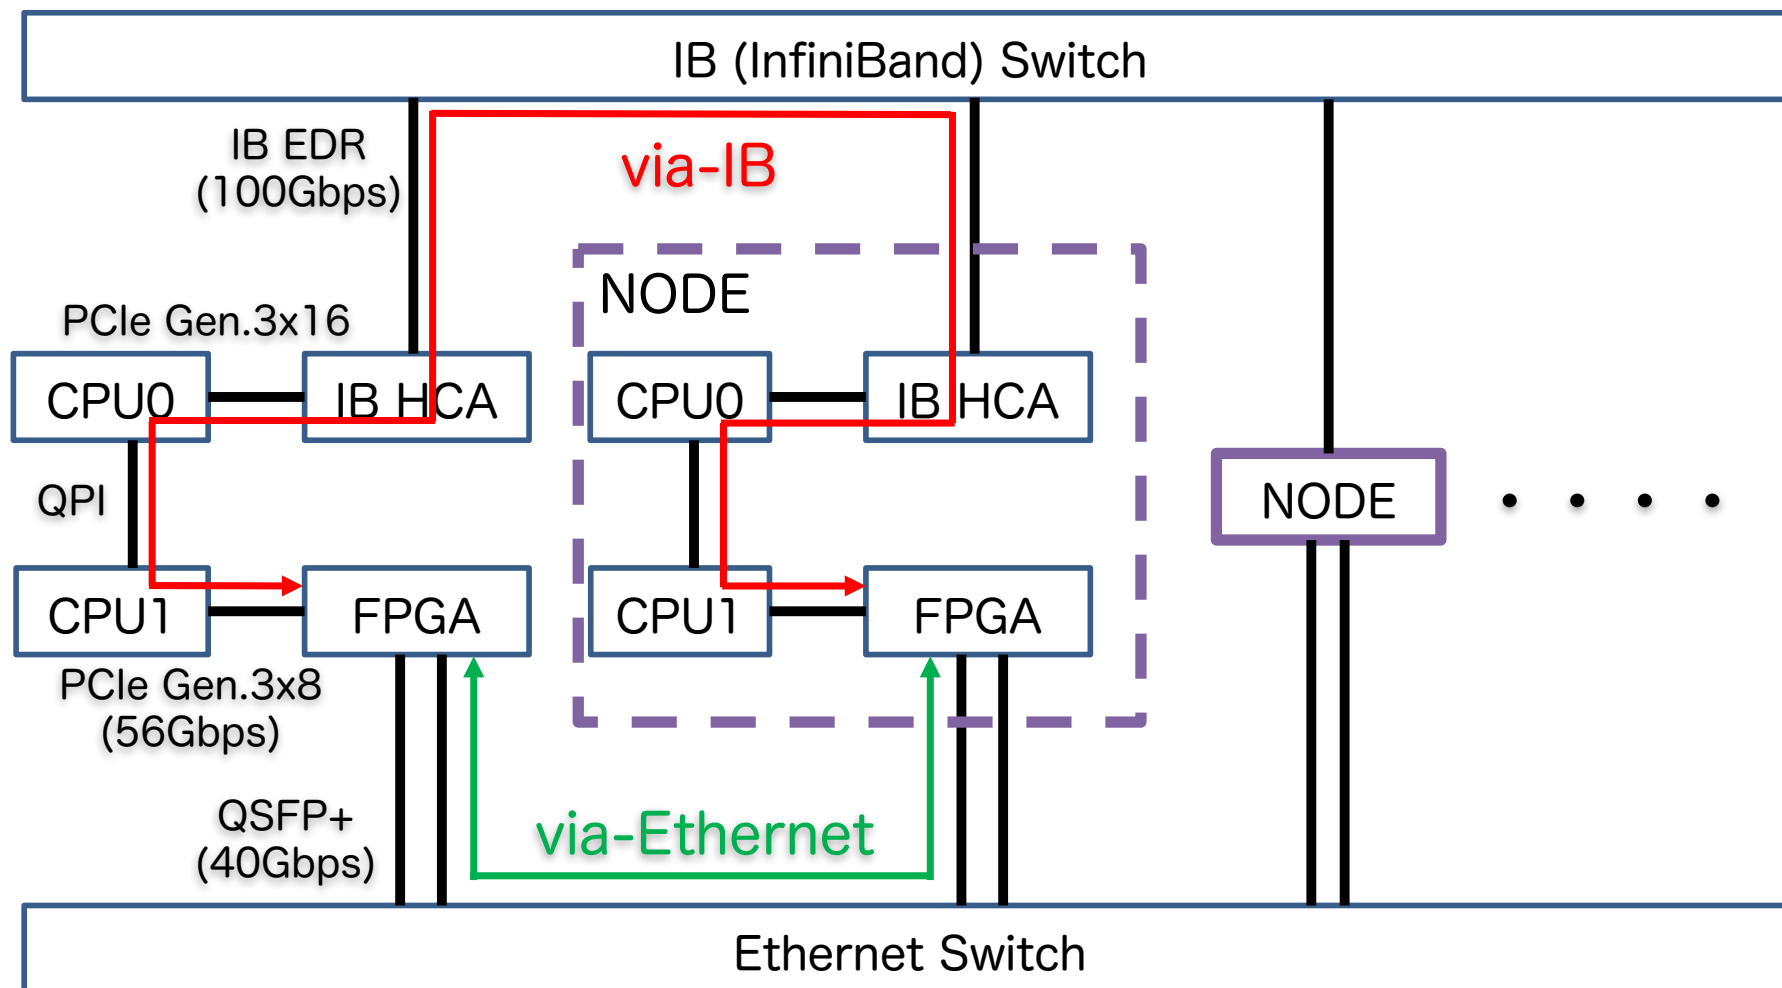 IB (InfiniBand) Switch
IB EDR
(100Gbps)
via-IB
NODE
PCIe Gen.3x16
CPU0
IB HCA
CPU0
IB HCA
QPI
NODE
CPU1
FPGA
CPU1
FPGA
PCIe Gen.3x8
(56Gbps)
QSFP+
(40Gbps)
via-Ethernet
Ethernet Switch